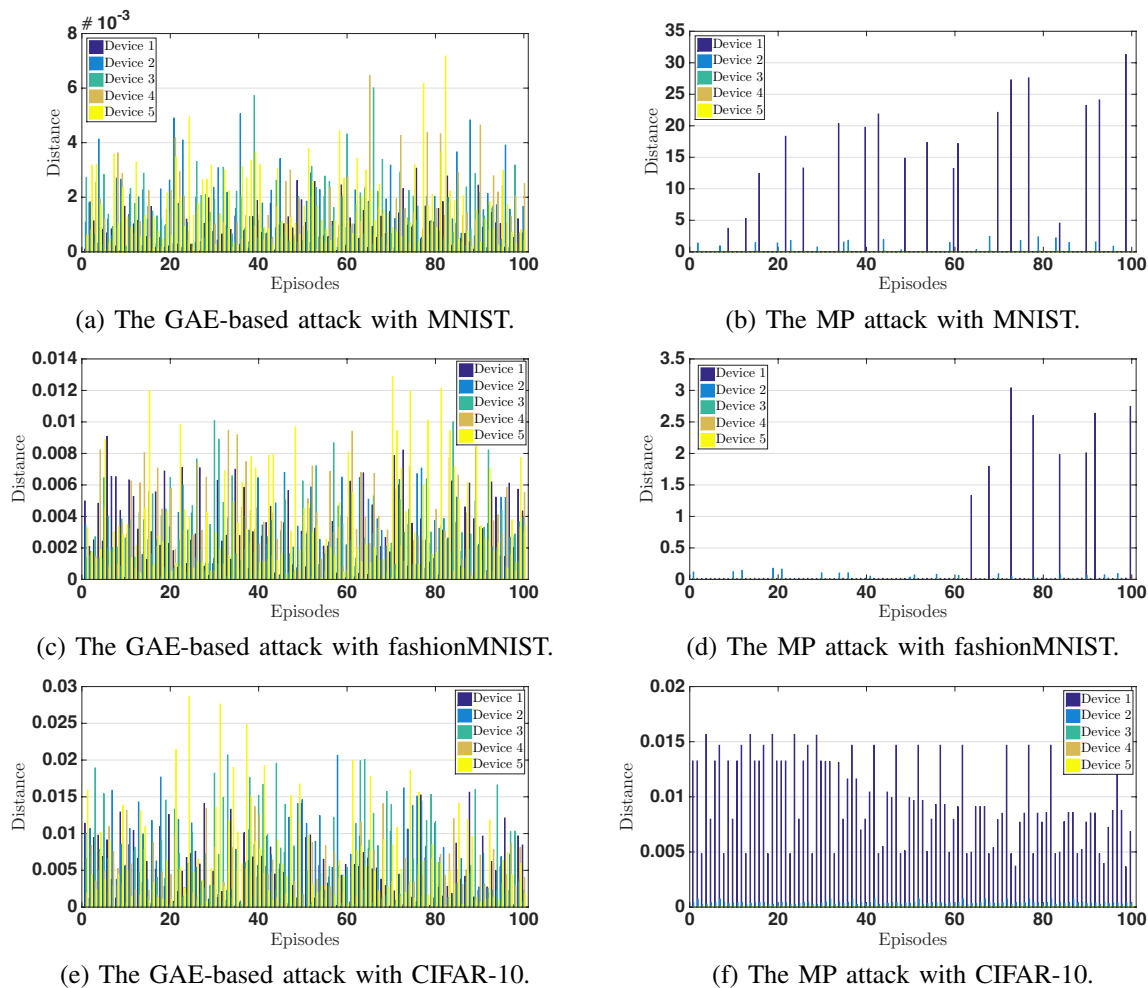 # 10-3
8
6
4
2
0
Distance
Device 1
Device 2
Device 3
Device 4
Device 5
0 20 40 60 80 100
Episodes
(a) The GAE-based attack with MNIST.
35
30
25
20
15
10
5
0
Distance
Device 1
Device 2
Device 3
Device 4
Device 5
0 20 40 60 80 100
Episodes
(b) The MP attack with MNIST.
0.014
0.012
0.01
0.008
0.006
0.004
0.002
0
Distance
Device 1
Device 2
Device 3
Device 4
Device 5
0 20 40 60 80 100
Episodes
(c) The GAE-based attack with fashionMNIST.
3.5
3
2.5
2
1.5
1
0.5
0
Distance
Device 1
Device 2
Device 3
Device 4
Device 5
0 20 40 60 80 100
Episodes
(d) The MP attack with fashionMNIST.
0.03
0.025
0.02
0.015
0.01
0.005
0
Distance
Device 1
Device 2
Device 3
Device 4
Device 5
0 20 40 60 80 100
Episodes
(e) The GAE-based attack with CIFAR-10.
0.02
0.015
0.01
0.005
0
Distance
Device 1
Device 2
Device 3
Device 4
Device 5
0 20 40 60 80 100
Episodes
(f) The MP attack with CIFAR-10.